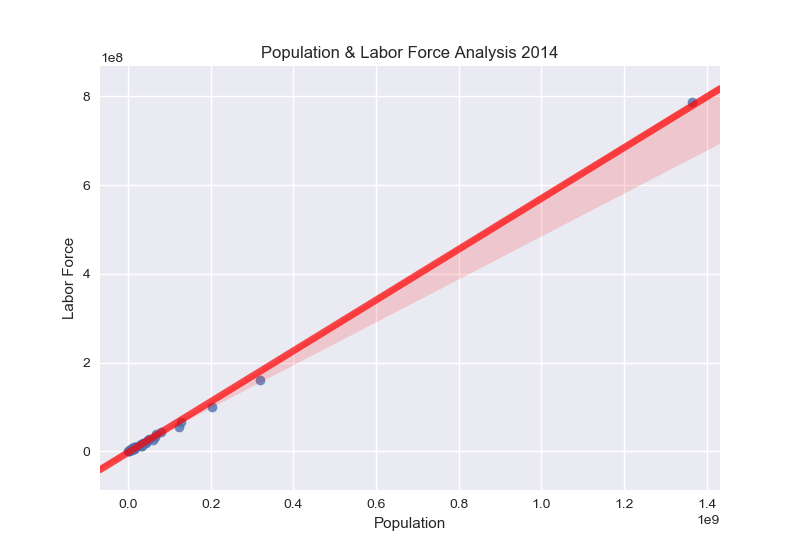 Population & Labor Force Analysis 2014
1e8
8
6
4
2
0
Labor Force
0.0 0.2 0.4 0.6 0.8 1.0 1.2 1.4
1e9
Population